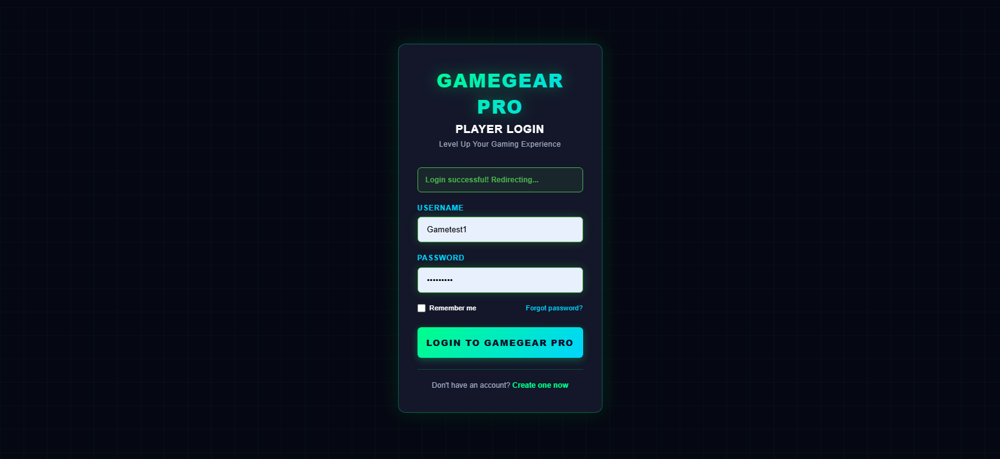 GAMEGEAR
PRO
PLAYER LOGIN
Level Up Your Gaming Experience
Login successful! Redirecting...
USERNAME
Gametest1
PASSWORD
•••••••••
Remember me
Forgot password?
LOGIN TO GAMEGEAR PRO
Don't have an account? Create one now